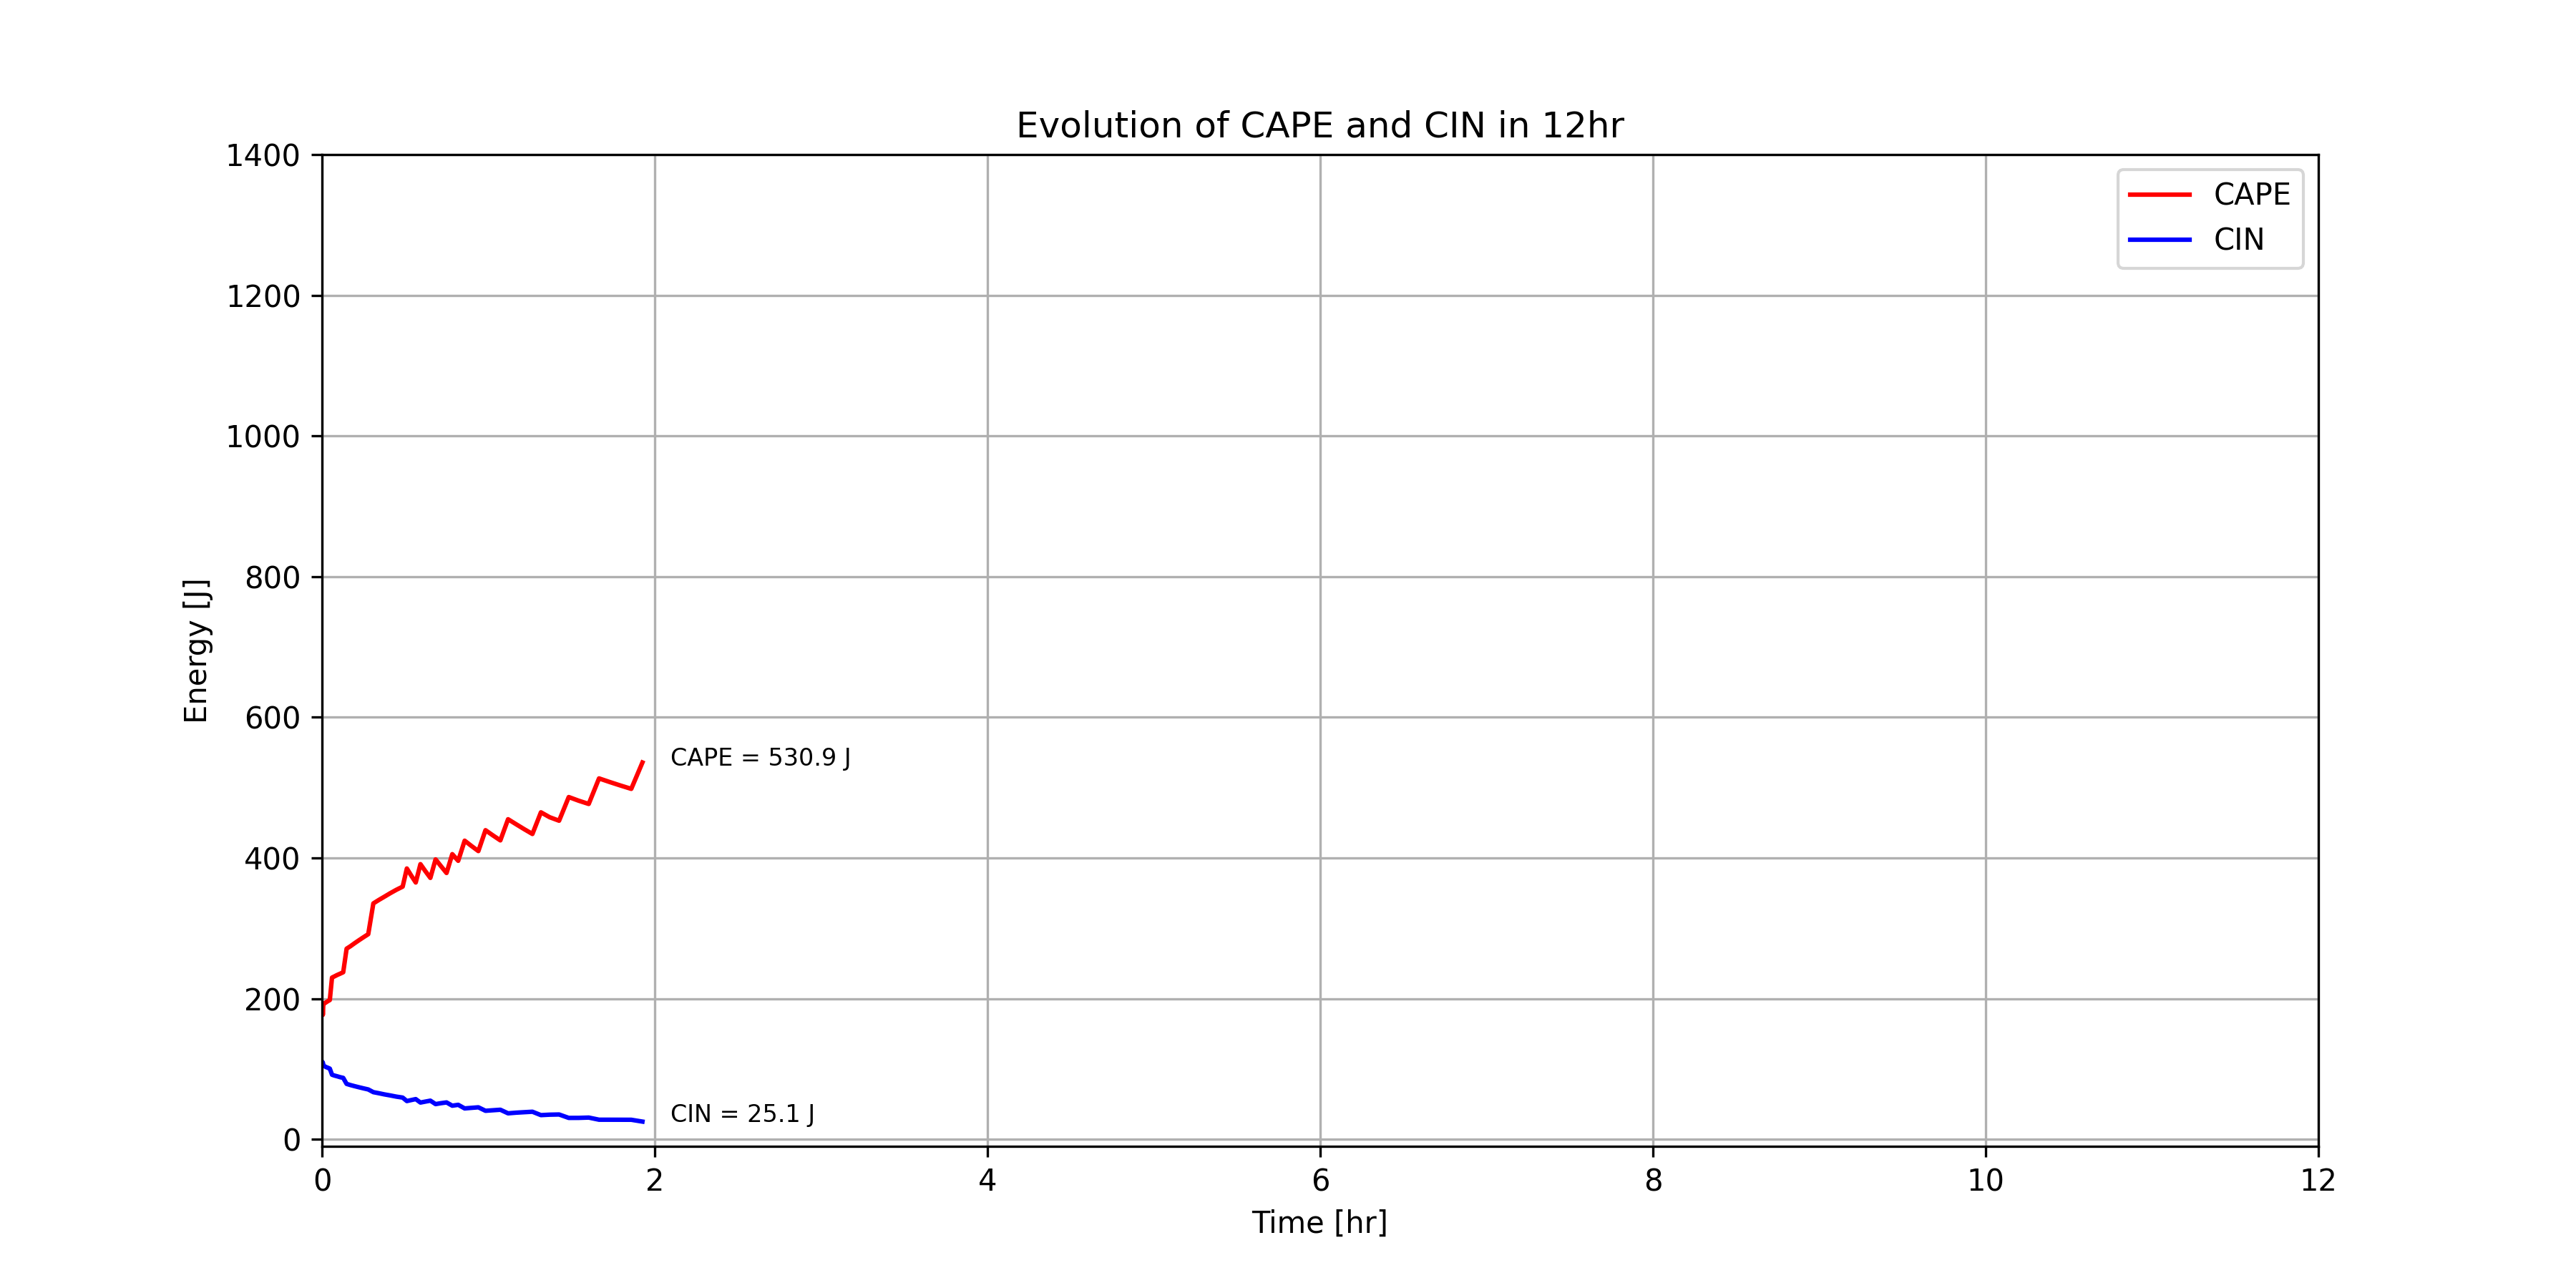 Evolution of CAPE and CIN in 12hr
1400
1200
1000
800
600
400
200
0
Energy [J]
CAPE
CIN
CAPE = 530.9 J
CIN = 25.1 J
0 2 4 6 8 10 12
Time [hr]